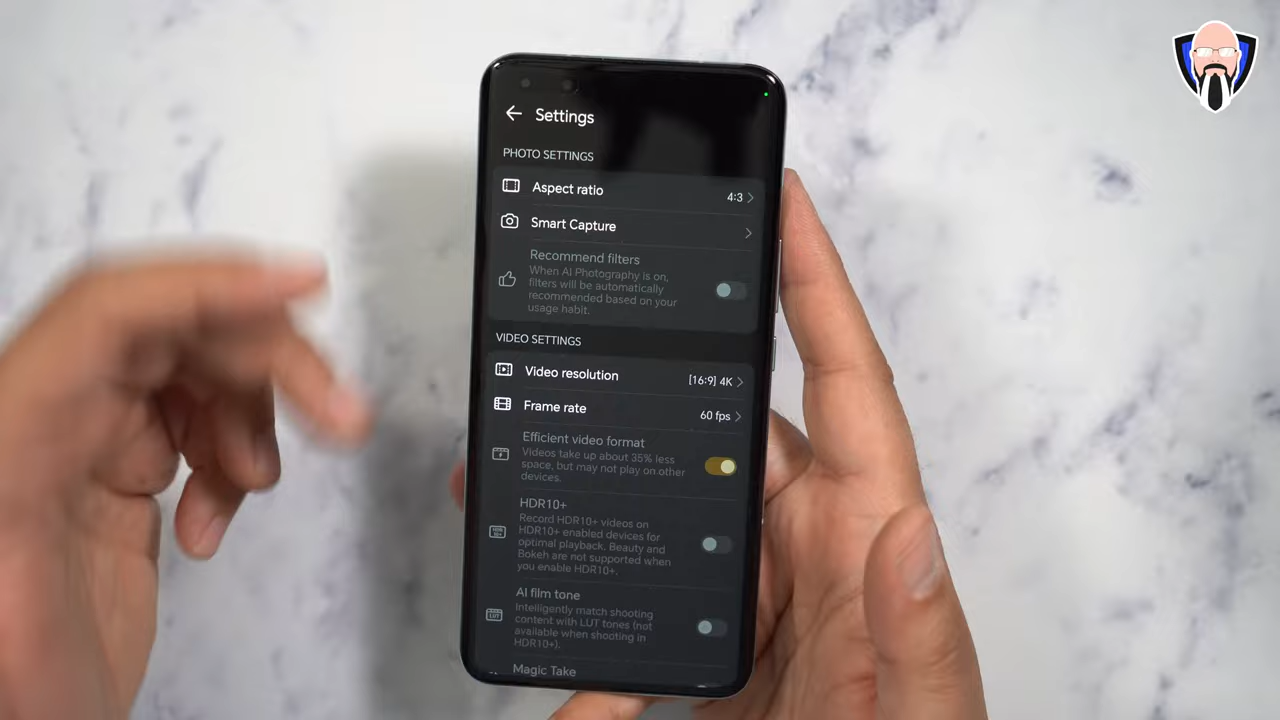 Settings
PHOTO SETTINGS
Aspect ratio
4:3
Smart Capture
Recommend filters
When AI Photography is on,
filters will be automatically
recommended based on your
usage habit.
VIDEO SETTINGS
Video resolution
[16:9] 4K
Frame rate
60 fps
Efficient video format
Videos take up about 35% less
space, but may not play on other
devices.
HDR10+
Record HDR10+ videos on
HDR10+ enabled devices for
optimal playback. Beauty and
Bokeh are not supported when
you enable HDR10+.
AI film tone
Intelligently match shooting
content with LUT tones (not
available when shooting in
HDR10+).
LUT
Magic Take